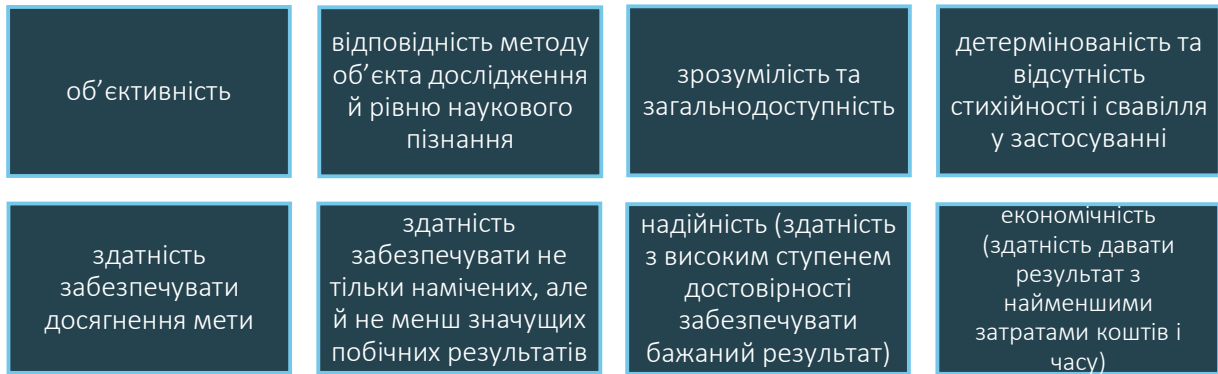 об’єктивність
відповідність методу
об’єкта дослідження
й рівню наукового
пізнання
зрозумілість та
загальнодоступність
детермінованість та
відсутність
стихійності і свавілля
у застосуванні
здатність
забезпечувати
досягнення мети
здатність
забезпечувати не
тільки намічених, але
й не менш значущих
побічних результатів
надійність (здатність
з високим ступенем
достовірності
забезпечувати
бажаний результат)
економічність
(здатність давати
результат з
найменшими
затратами коштів і
часу)